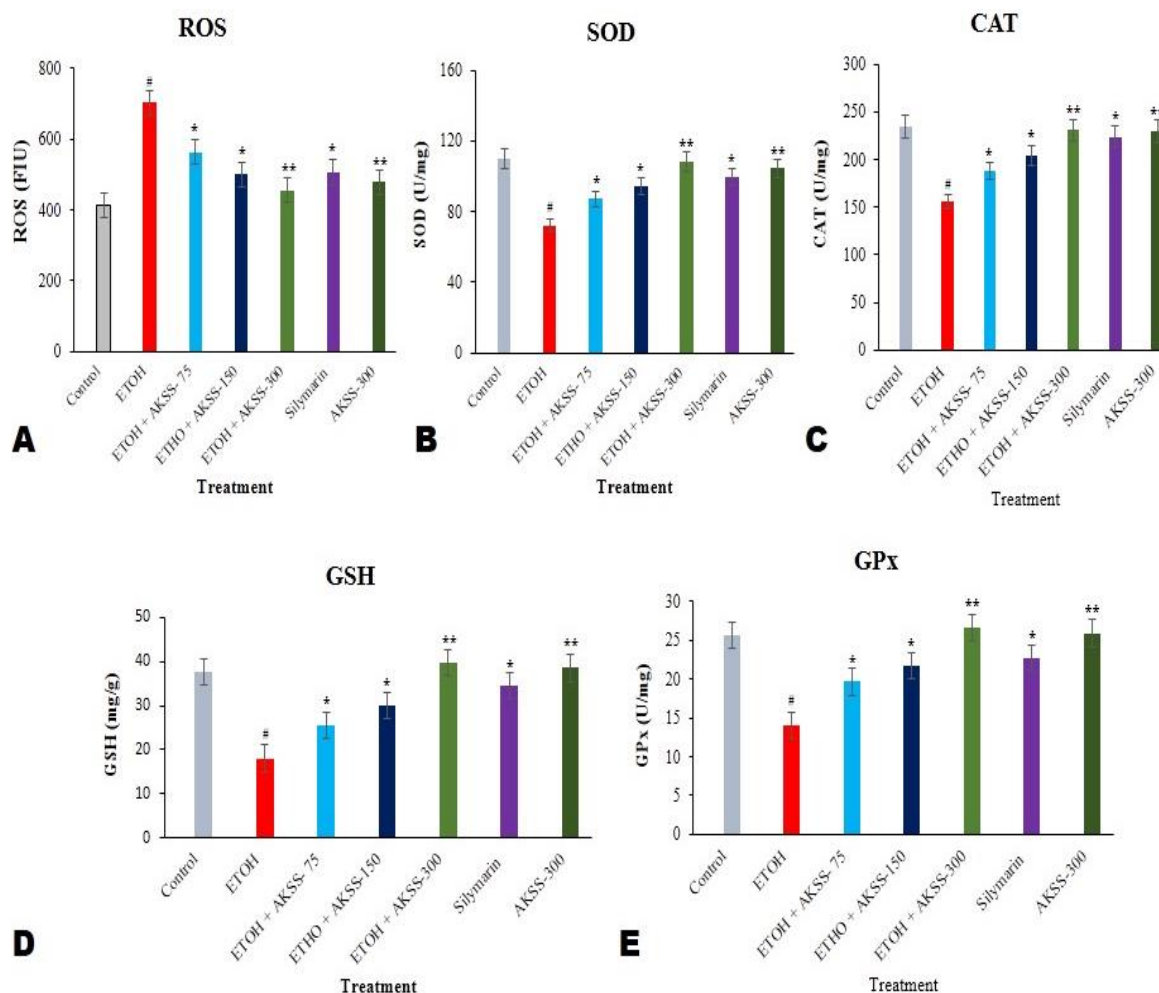 ROS
ROS (FIU)
800
600
400
200
0
#
*
*
**
*
**
Control
ETOH
ETOH + AKSS- 75
ETHO + AKSS-150
ETOH + AKSS-300
Silymarin
AKSS-300
A
Treatment
SOD
SOD (U/mg)
160
120
80
40
0
#
*
*
**
*
**
Control
ETOH
ETOH + AKSS- 75
ETHO + AKSS-150
ETOH + AKSS-300
Silymarin
AKSS-300
B
Treatment
CAT
CAT (U/mg)
300
250
200
150
100
50
0
#
*
*
**
*
**
Control
ETOH
ETOH + AKSS- 75
ETHO + AKSS-150
ETOH + AKSS-300
Silymarin
AKSS-300
C
Treatment
GSH
GSH (mg/g)
50
40
30
20
10
0
#
*
*
**
*
**
Control
ETOH
ETOH + AKSS- 75
ETHO + AKSS-150
ETOH + AKSS-300
Silymarin
AKSS-300
D
Treatment
GPx
GPx (U/mg)
30
25
20
15
10
5
0
#
*
*
**
*
**
Control
ETOH
ETOH + AKSS- 75
ETHO + AKSS-150
ETOH + AKSS-300
Silymarin
AKSS-300
E
Treatment